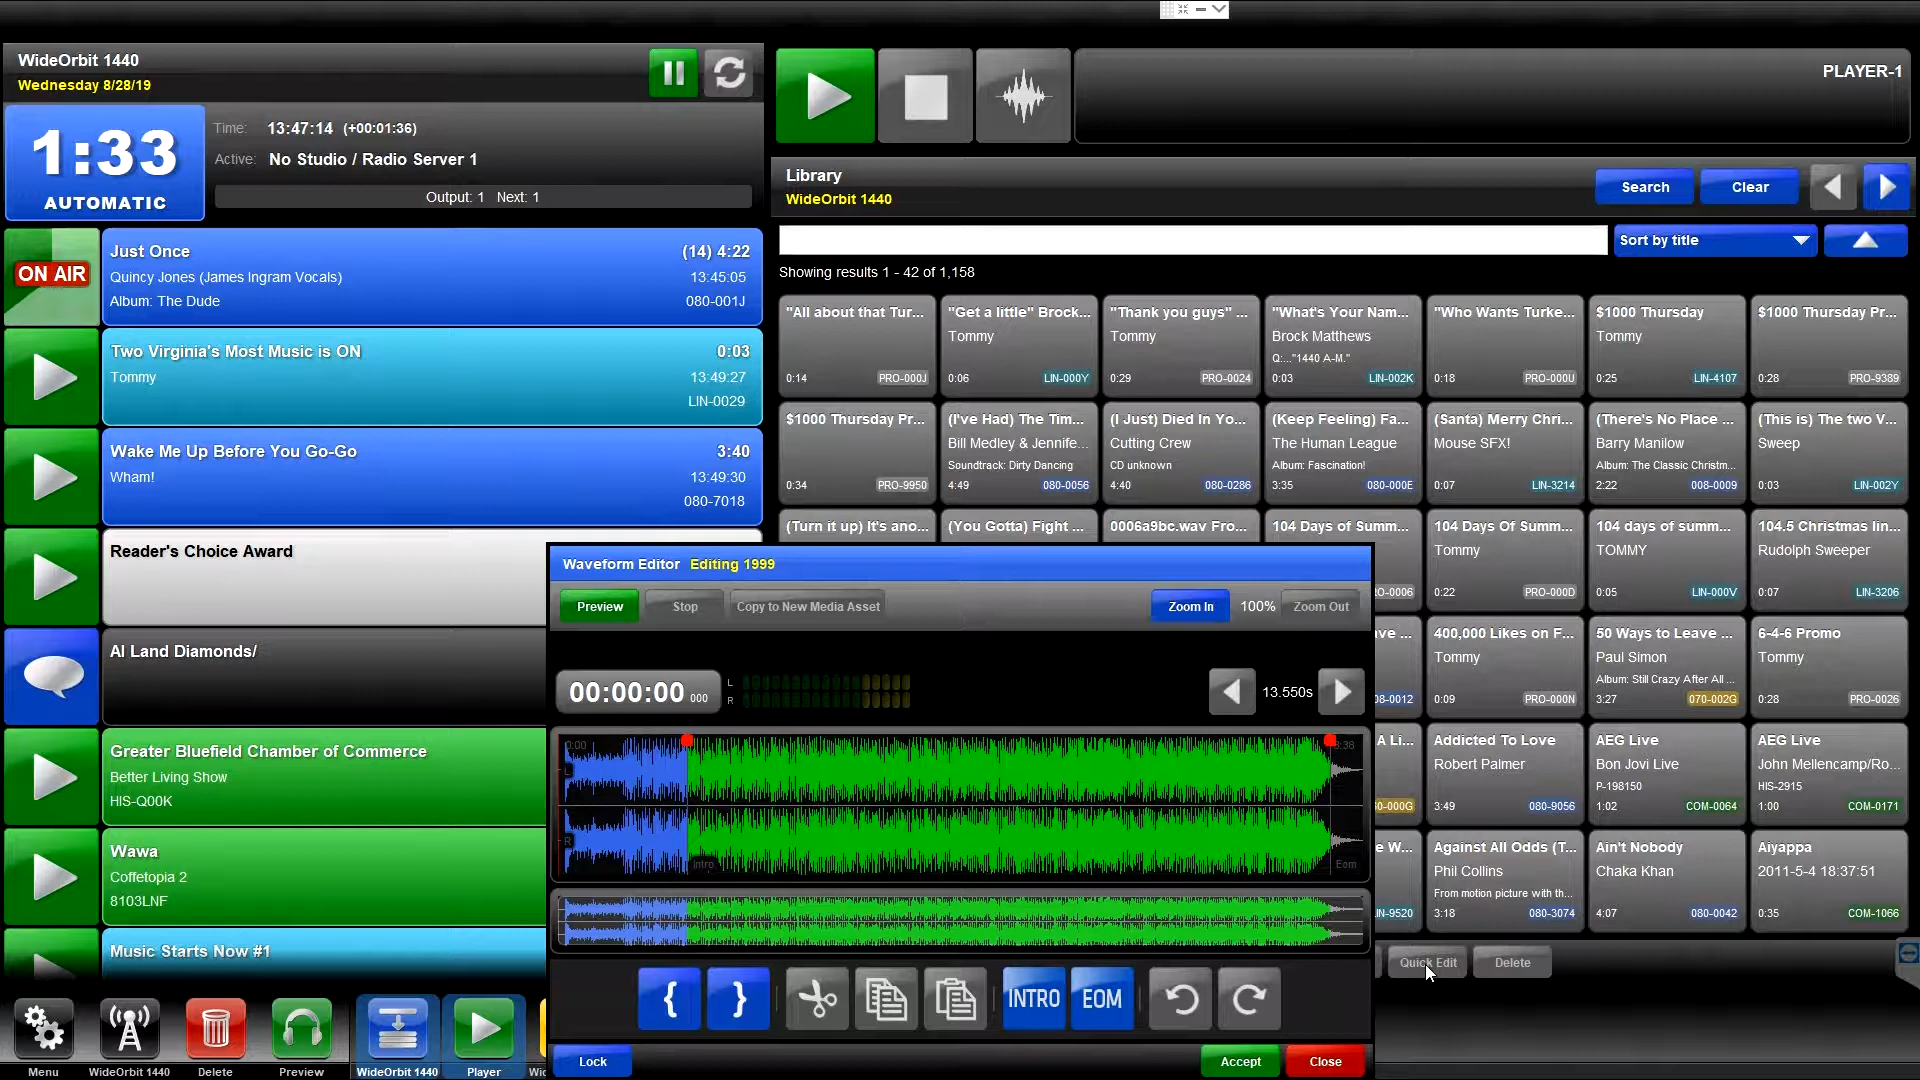 WideOrbit 1440
Wednesday 8/28/19
1:33
AUTOMATIC
Time: 13:47:14 (+00:01:36)
Active: No Studio / Radio Server 1
Output: 1 Next: 1
ON AIR
Just Once (14) 4:22
Quincy Jones (James Ingram Vocals) 13:45:05
Album: The Dude 080-001J
Two Virginia's Most Music is ON 0:03
Tommy 13:49:27
LIN-0029
Wake Me Up Before You Go-Go 3:40
Wham! 13:49:30
080-7018
Reader's Choice Award
Al Land Diamonds/
Greater Bluefield Chamber of Commerce
Better Living Show
HIS-Q00K
Wawa
Coffetopia 2
8103LNF
Music Starts Now #1
Menu WideOrbit 1440 Delete Preview WideOrbit 1440 Player
PLAYER-1
Library
WideOrbit 1440
Search Clear
Sort by title
Showing results 1 - 42 of 1,158
"All about that Tur...
0:14 PRO-000J
"Get a little" Brock...
Tommy
0:06 LIN-000Y
"Thank you guys" ...
Tommy
0:29 PRO-0024
"What's Your Nam...
Brock Matthews
Q:..."1440 A-M."
0:03 LIN-002K
"Who Wants Turke...
0:18 PRO-000U
$1000 Thursday
Tommy
0:25 LIN-4107
$1000 Thursday Pr...
0:28 PRO-9389
$1000 Thursday Pr...
0:34 PRO-9950
(I've Had) The Tim...
Bill Medley & Jennife...
Soundtrack: Dirty Dancing
4:49 080-0056
(I Just) Died In Yo...
Cutting Crew
CD unknown
4:40 080-0286
(Keep Feeling) Fa...
The Human League
Album: Fascination!
3:35 080-000E
(Santa) Merry Chri...
Mouse SFX!
0:07 LIN-3214
(There's No Place ...
Barry Manilow
Album: The Classic Christm...
2:22 008-0009
(This is) The two V...
Sweep
0:03 LIN-002Y
(Turn it up) It's ano...
(You Gotta) Fight ...
0006a9bc.wav Fro...
104 Days of Summ...
104 Days Of Summ...
Tommy
0:22 PRO-000D
104 days of summ...
TOMMY
0:05 LIN-000V
104.5 Christmas lin...
Rudolph Sweeper
0:07 LIN-3206
400,000 Likes on F...
Tommy
0:09 PRO-000N
50 Ways to Leave ...
Paul Simon
Album: Still Crazy After All ...
3:27 070-002G
6-4-6 Promo
Tommy
0:28 PRO-0026
Addicted To Love
Robert Palmer
3:49 080-9056
AEG Live
Bon Jovi Live
P-198150
1:02 COM-0064
AEG Live
John Mellencamp/Ro...
HIS-2915
1:00 COM-0171
Against All Odds (T...
Phil Collins
From motion picture with th...
3:18 080-3074
Ain't Nobody
Chaka Khan
4:07 080-0042
Aiyappa
2011-5-4 18:37:51
0:35 COM-1066
Quick Edit Delete
Waveform Editor Editing 1999
Preview Stop Copy to New Media Asset Zoom In 100% Zoom Out
00:00:00 000
L
R
13.550s
0:00
L
R
Intro Eom
{ } INTRO EOM
Lock Accept Close